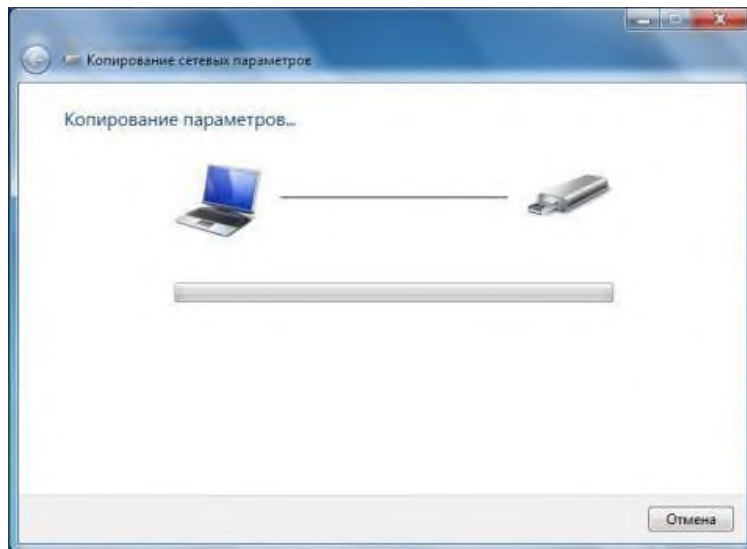 Копирование сетевых параметров
Копирование параметров...
Отмена